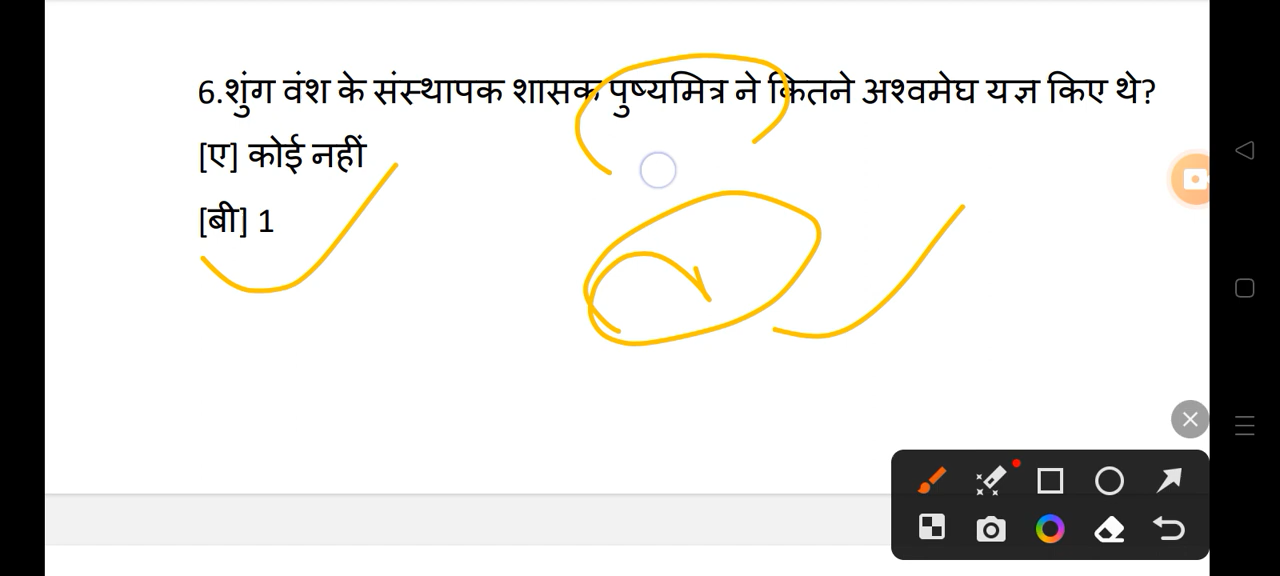 6.शुंग वंश के संस्थापक शासक पुष्यमित्र ने कितने अश्वमेघ यज्ञ किए थे?
[ए] कोई नहीं
[बी] 1